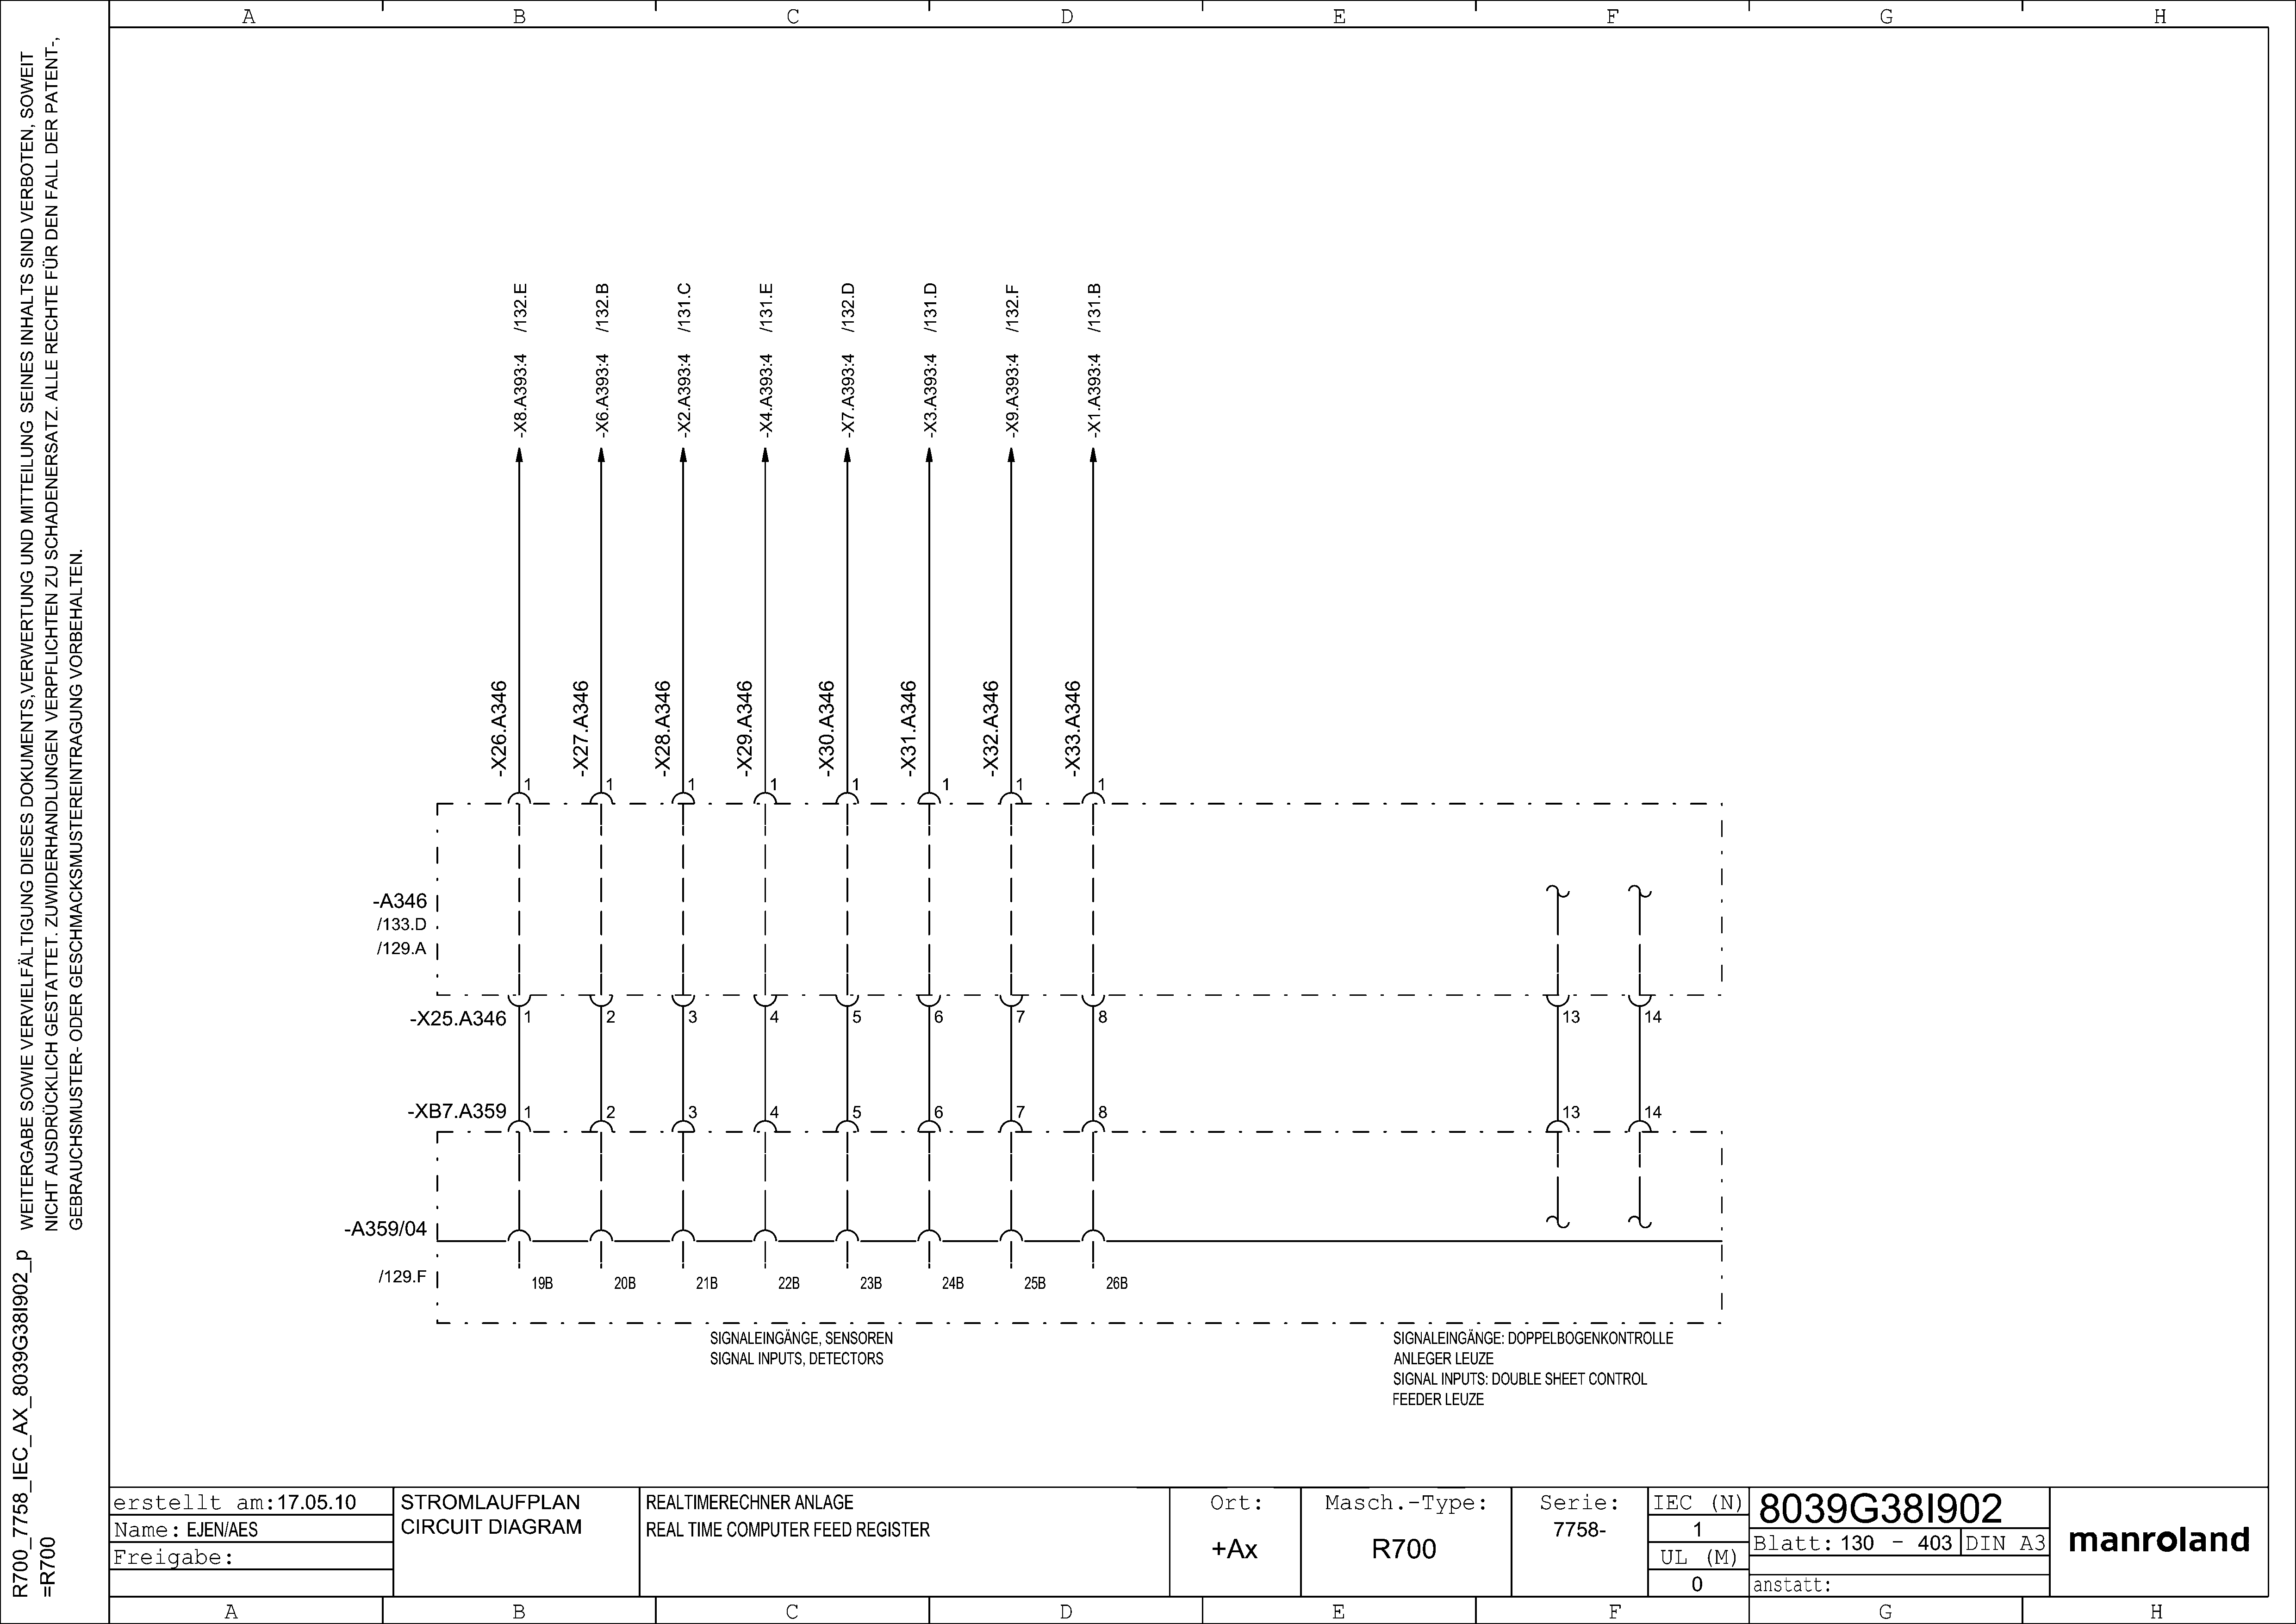 A B C D E F G H
WEITERGABE SOWIE VERVIELFÄLTIGUNG DIESES DOKUMENTS,VERWERTUNG UND MITTEILUNG SEINES INHALTS SIND VERBOTEN, SOWEIT
NICHT AUSDRÜCKLICH GESTATTET. ZUWIDERHANDLUNGEN VERPFLICHTEN ZU SCHADENERSATZ. ALLE RECHTE FÜR DEN FALL DER PATENT-,
GEBRAUCHSMUSTER- ODER GESCHMACKSMUSTEREINTRAGUNG VORBEHALTEN.
R700_7758_IEC_AX_8039G38I902_p
=R700
-X8.A393:4 /132.E
-X6.A393:4 /132.B
-X2.A393:4 /131.C
-X4.A393:4 /131.E
-X7.A393:4 /132.D
-X3.A393:4 /131.D
-X9.A393:4 /132.F
-X1.A393:4 /131.B
-X26.A346
-X27.A346
-X28.A346
-X29.A346
-X30.A346
-X31.A346
-X32.A346
-X33.A346
1 1 1 1 1 1 1 1
-A346
/133.D
/129.A
-X25.A346 1 2 3 4 5 6 7 8 13 14
-XB7.A359 1 2 3 4 5 6 7 8 13 14
-A359/04
/129.F
19B 20B 21B 22B 23B 24B 25B 26B
SIGNALEINGÄNGE, SENSOREN
SIGNAL INPUTS, DETECTORS
SIGNALEINGÄNGE: DOPPELBOGENKONTROLLE
ANLEGER LEUZE
SIGNAL INPUTS: DOUBLE SHEET CONTROL
FEEDER LEUZE
erstellt am:17.05.10
Name: EJEN/AES
Freigabe:
STROMLAUFPLAN
CIRCUIT DIAGRAM
REALTIMERECHNER ANLAGE
REAL TIME COMPUTER FEED REGISTER
Ort:
+Ax
Masch.-Type:
R700
Serie:
7758-
IEC (N)
1
UL (M)
0
8039G38I902
Blatt: 130 - 403 DIN A3
anstatt:
manroland
A B C D E F G H